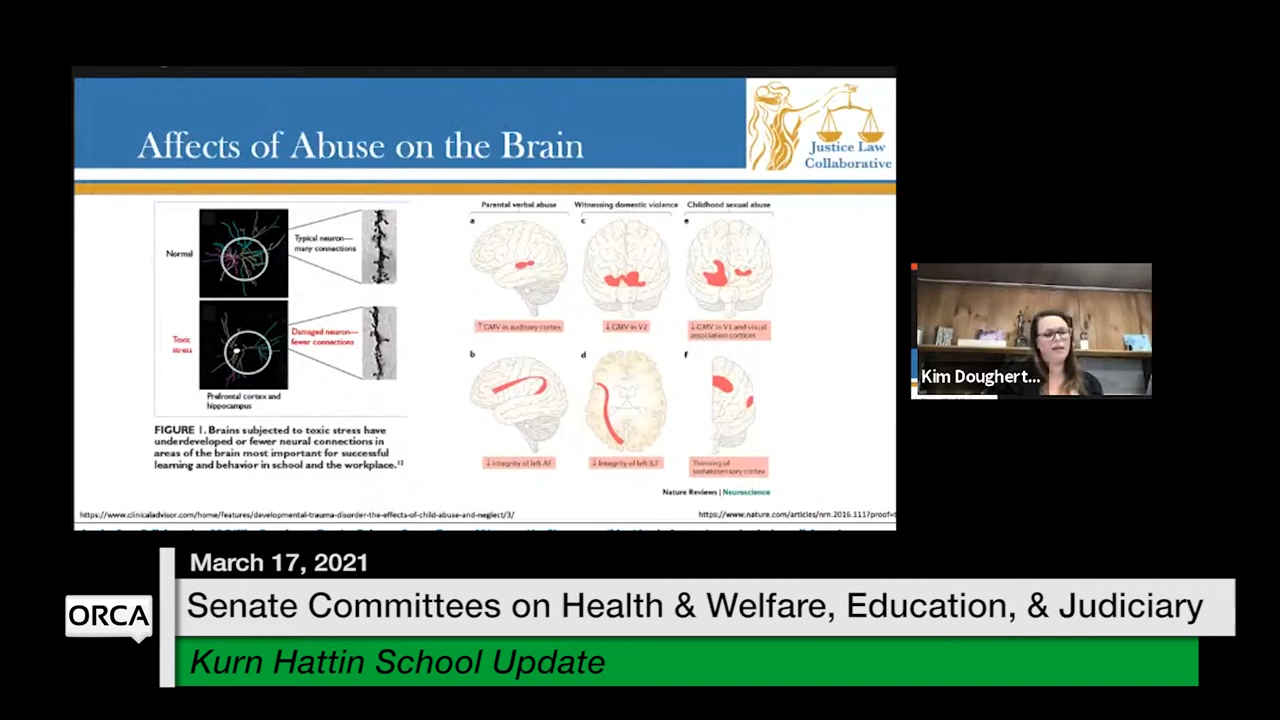 Affects of Abuse on the Brain
Justice Law
Collaborative
Normal
Typical neuron—
many connections
Toxic
stress
Damaged neuron—
fewer connections
Prefrontal cortex and
hippocampus
FIGURE 1. Brains subjected to toxic stress have
underdeveloped or fewer neural connections in
areas of the brain most important for successful
learning and behavior in school and the workplace.¹²
Parental verbal abuse
Witnessing domestic violence
Childhood sexual abuse
a
c
e
↑ GMV in auditory cortex
↓ GMV in V2
↓ GMV in V1 and visual
association cortices
b
d
f
↓ Integrity of left AF
↓ Integrity of left ILF
Thinning of
somatosensory cortex
Nature Reviews | Neuroscience
https://www.clinicaladvisor.com/home/features/developmental-trauma-disorder-the-effects-of-child-abuse-and-neglect/3/
https://www.nature.com/articles/nrn.2016.111?proof=t
Kim Doughert...
March 17, 2021
ORCA
Senate Committees on Health & Welfare, Education, & Judiciary
Kurn Hattin School Update